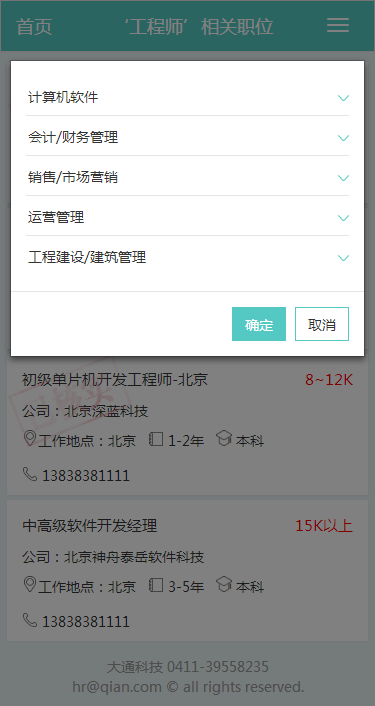 首页
‘工程师’相关职位
计算机软件
会计/财务管理
销售/市场营销
运营管理
工程建设/建筑管理
确定 取消
初级单片机开发工程师-北京 8~12K
公司：北京深蓝科技
工作地点：北京 1-2年 本科
13838381111
中高级软件开发经理 15K以上
公司：北京神舟泰岳软件科技
工作地点：北京 3-5年 本科
13838381111
大通科技 0411-39558235
hr@qian.com © all rights reserved.